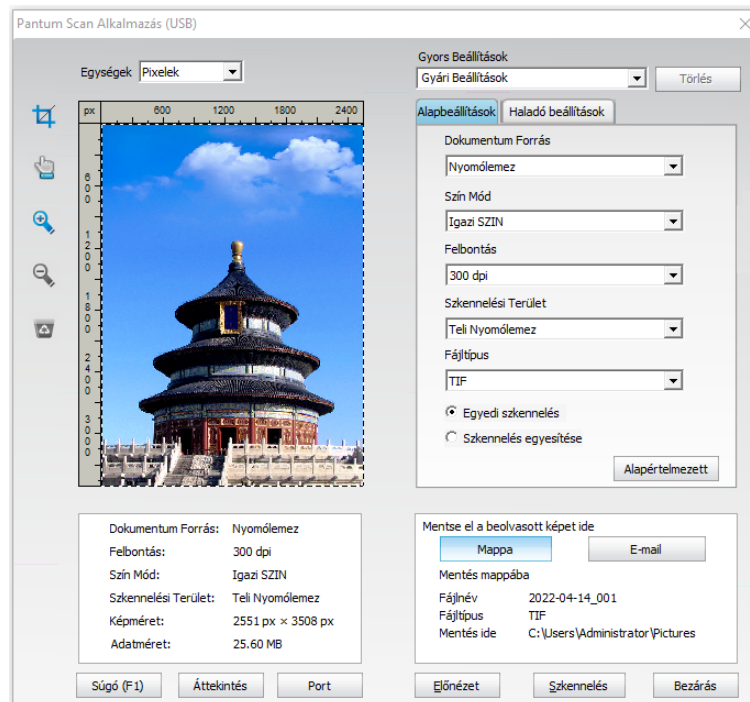 Pantum Scan Alkalmazás (USB)
Egységek Pixelek
px 600 1200 1800 2400
600
1200
1800
2400
3000
Gyors Beállítások
Gyári Beállítások Törlés
Alapbeállítások Haladó beállítások
Dokumentum Forrás
Nyomólemez
Szín Mód
Igazi SZIN
Felbontás
300 dpi
Szkennelési Terület
Teli Nyomólemez
Fájltípus
TIF
Egyedi szkennelés
Szkennelés egyesítése
Alapértelmezett
Dokumentum Forrás: Nyomólemez
Felbontás: 300 dpi
Szín Mód: Igazi SZIN
Szkennelési Terület: Teli Nyomólemez
Képméret: 2551 px × 3508 px
Adatméret: 25.60 MB
Mentse el a beolvasott képet ide
Mappa E-mail
Mentés mappába
Fájlnév 2022-04-14_001
Fájltípus TIF
Mentés ide C:\Users\Administrator\Pictures
Súgó (F1) Áttekintés Port Előnézet Szkennelés Bezárás